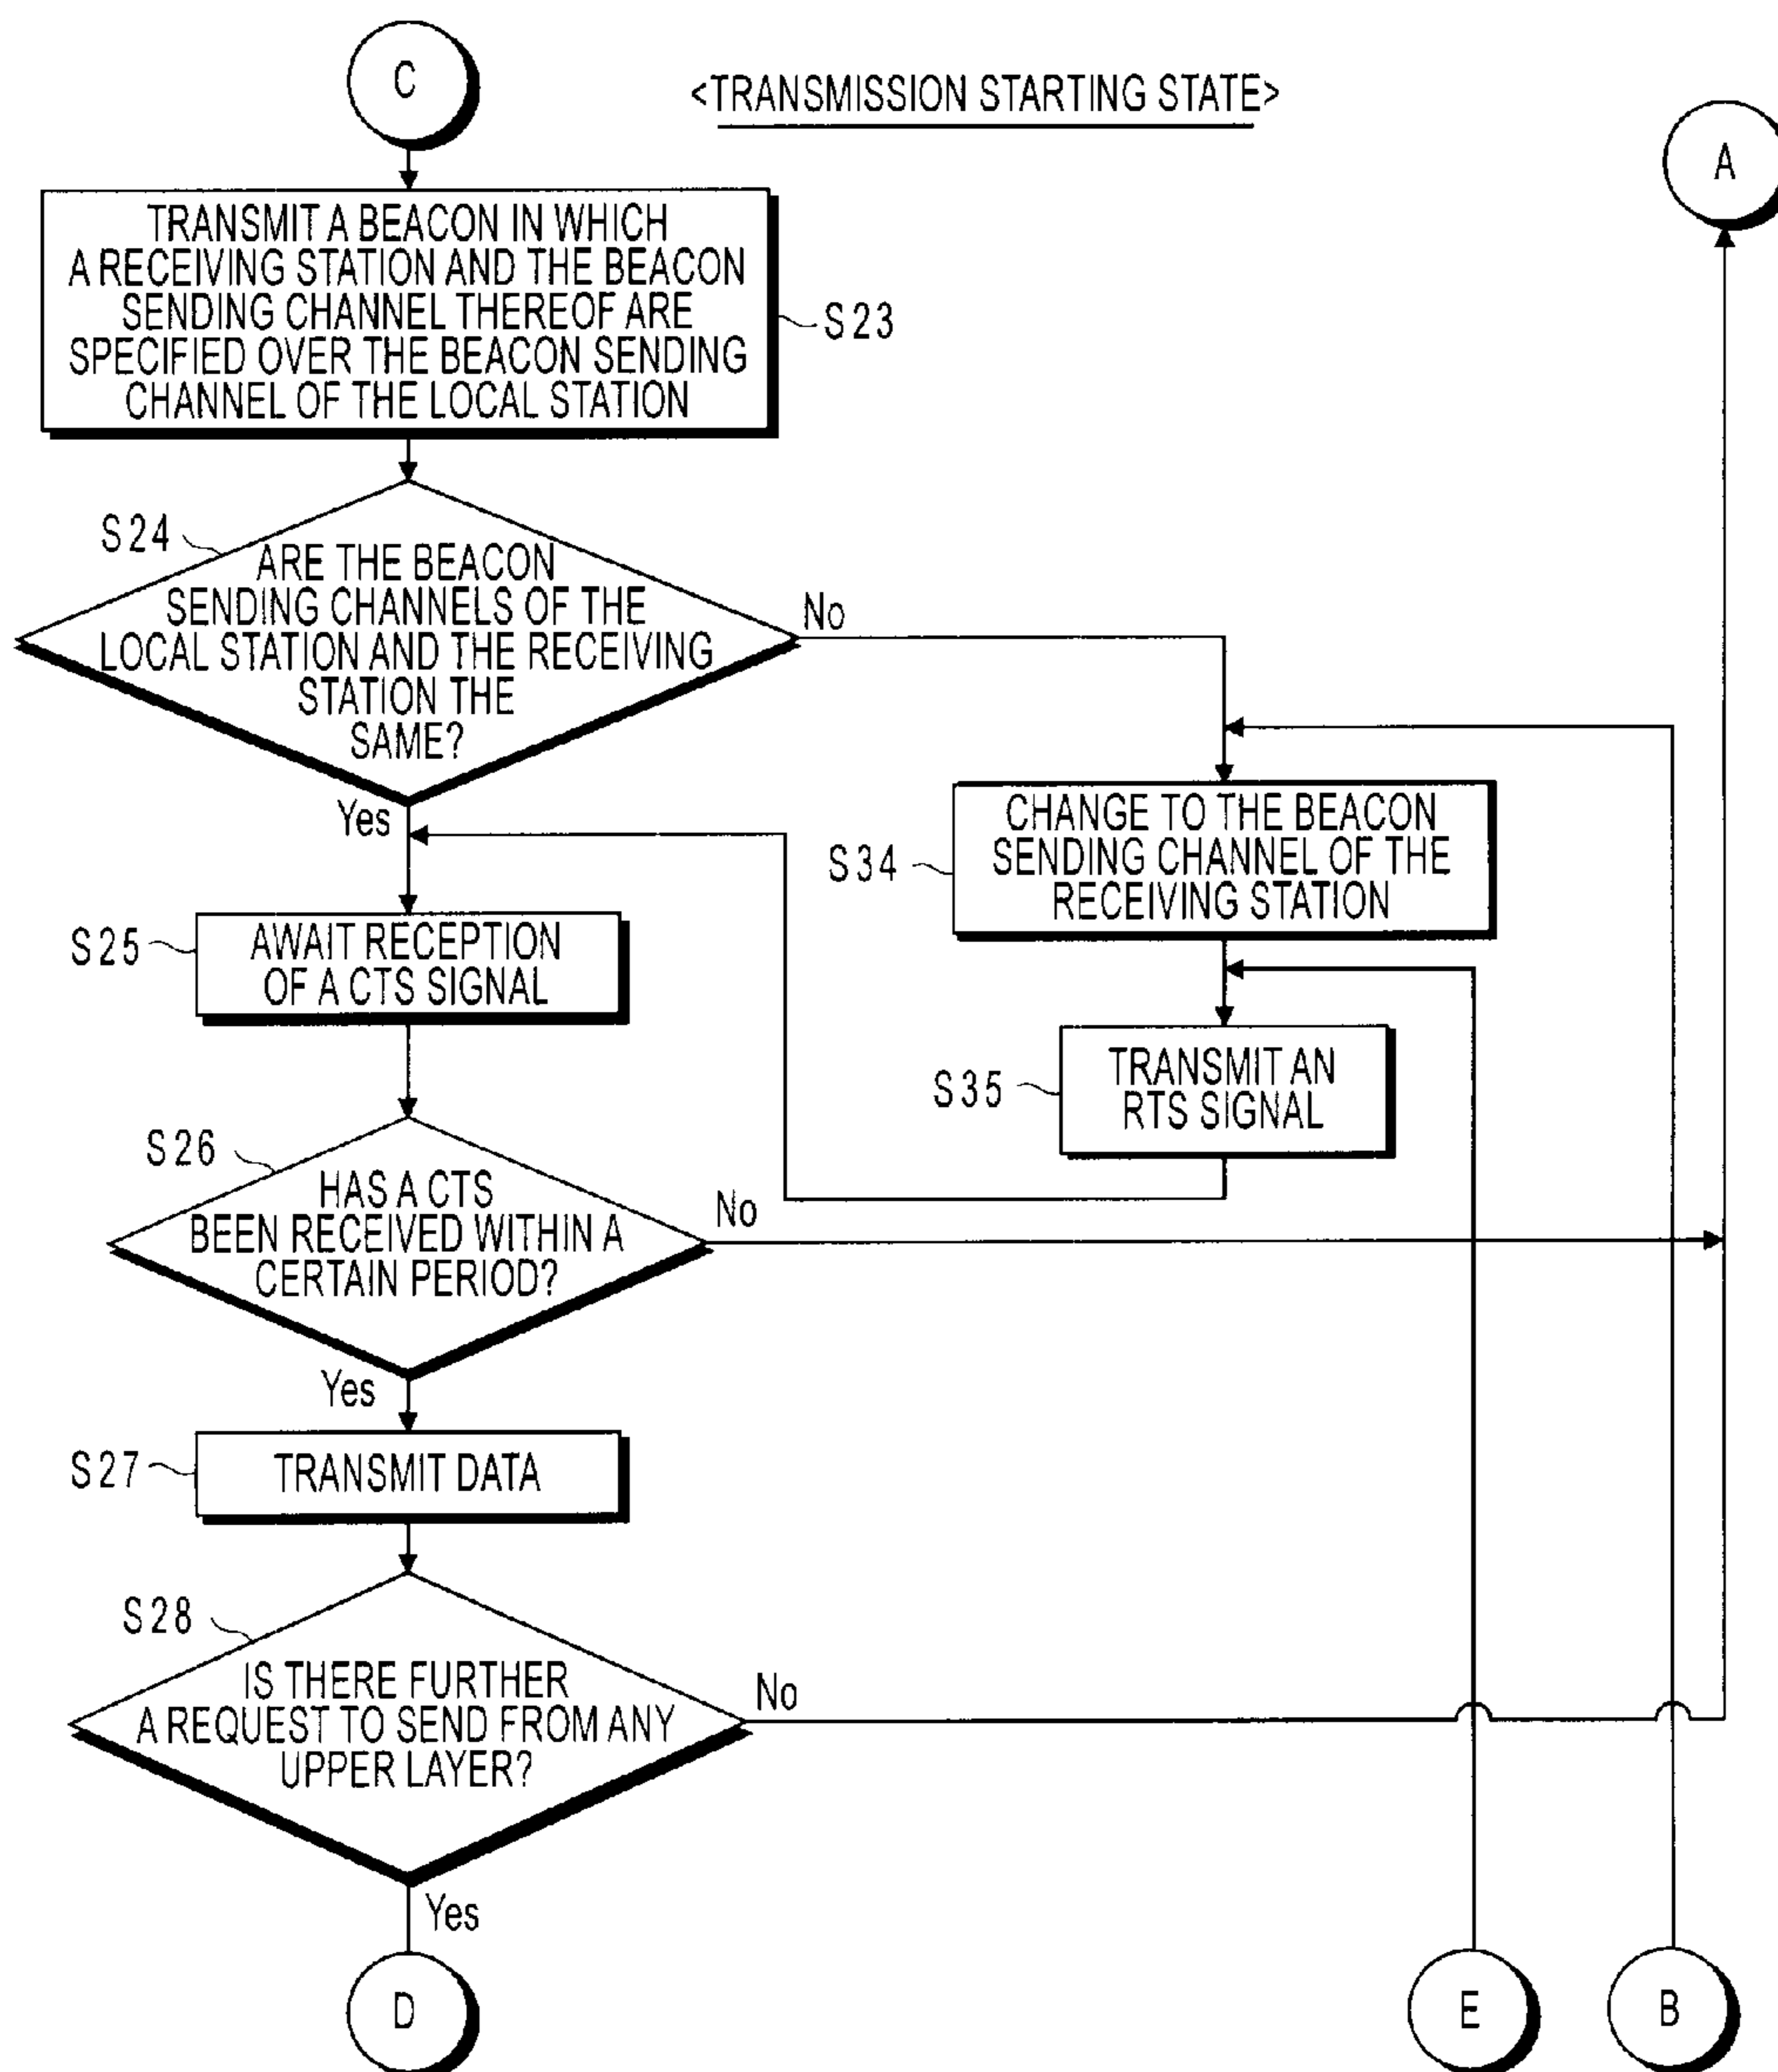 C
<TRANSMISSION STARTING STATE>
A
TRANSMIT A BEACON IN WHICH
A RECEIVING STATION AND THE BEACON
SENDING CHANNEL THEREOF ARE
SPECIFIED OVER THE BEACON SENDING
CHANNEL OF THE LOCAL STATION
S23
S24
ARE THE BEACON
SENDING CHANNELS OF THE
LOCAL STATION AND THE RECEIVING
STATION THE
SAME?
No
Yes
CHANGE TO THE BEACON
SENDING CHANNEL OF THE
RECEIVING STATION
S34
S25
AWAIT RECEPTION
OF A CTS SIGNAL
S35
TRANSMIT AN
RTS SIGNAL
S26
HAS A CTS
BEEN RECEIVED WITHIN A
CERTAIN PERIOD?
No
Yes
S27
TRANSMIT DATA
S28
IS THERE FURTHER
A REQUEST TO SEND FROM ANY
UPPER LAYER?
No
Yes
D
E
B